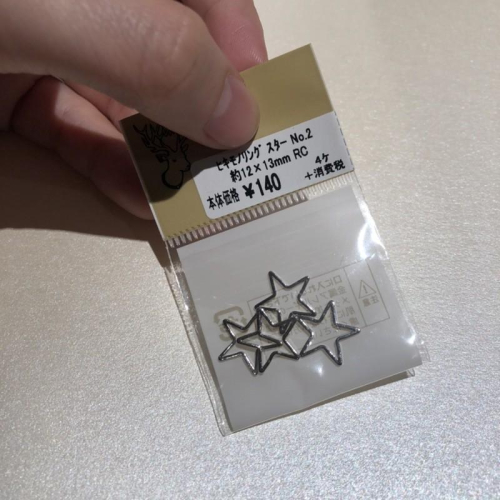 ヒキモノリング スター No.2
約12×13mm RC
4ケ
本体価格 ¥140 +消費税